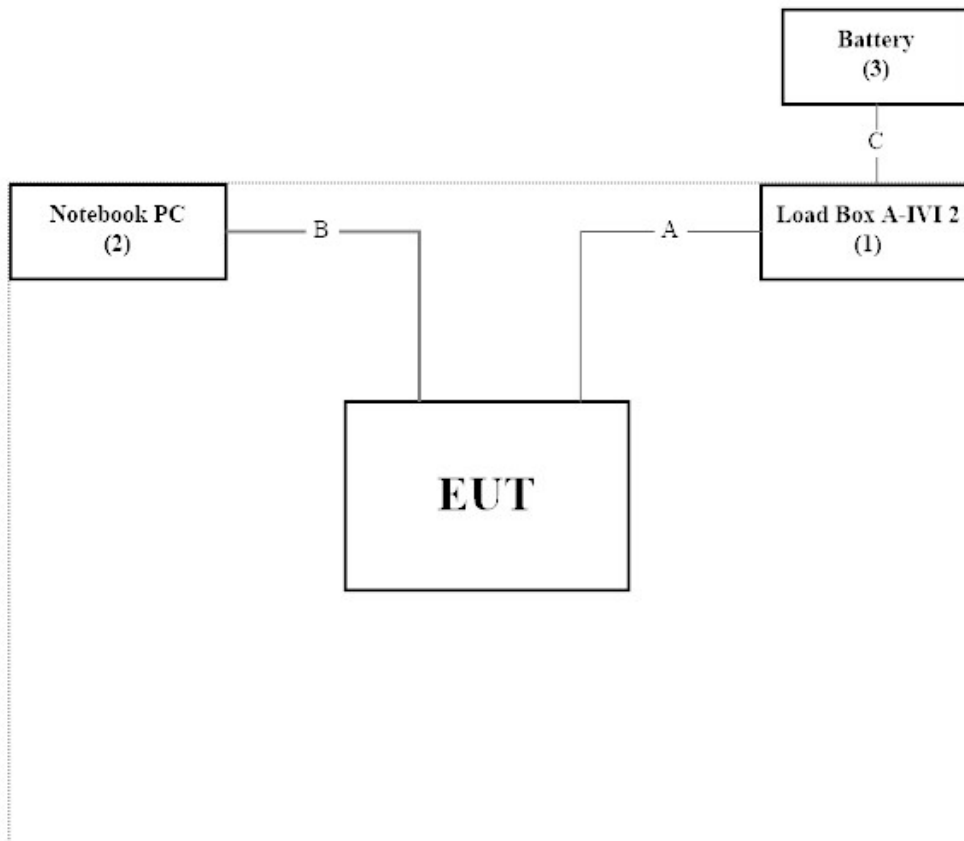 Battery
(3)
C
Notebook PC
(2)
B
A
Load Box A-IVI 2
(1)
EUT